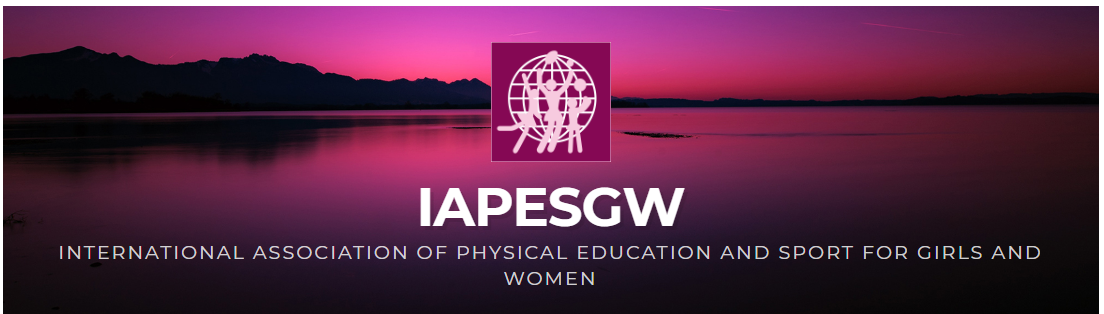 IAPESGW
INTERNATIONAL ASSOCIATION OF PHYSICAL EDUCATION AND SPORT FOR GIRLS AND
WOMEN